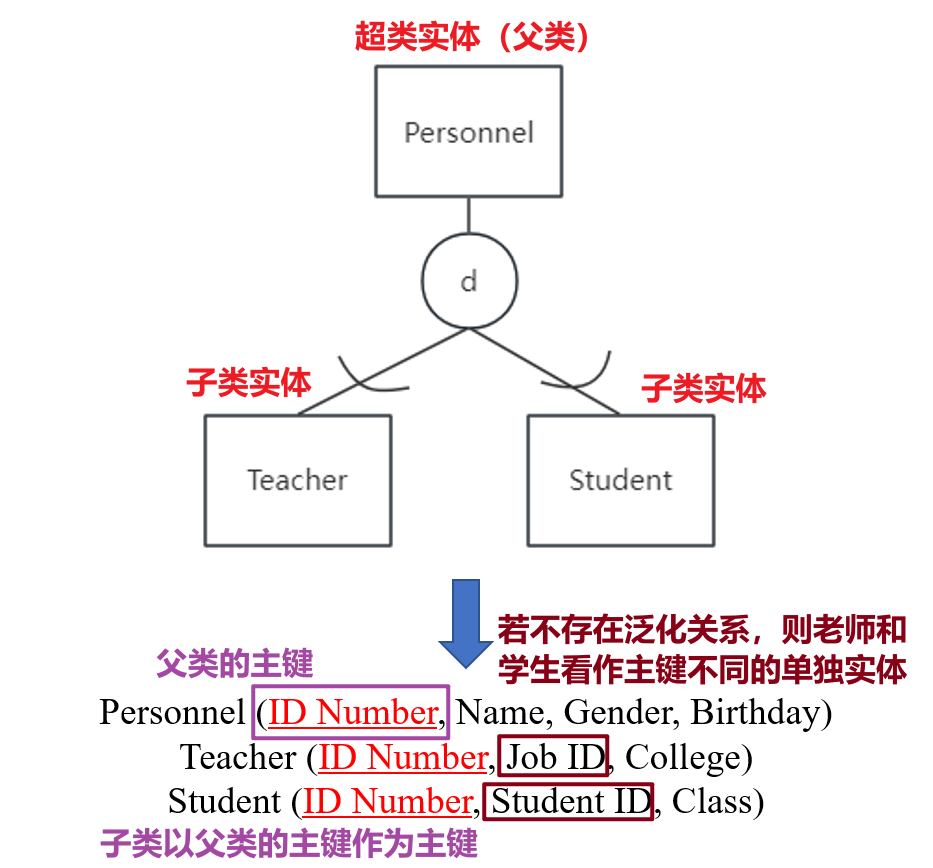 超类实体（父类）
Personnel
d
子类实体
子类实体
Teacher
Student
若不存在泛化关系，则老师和
学生看作主键不同的单独实体
父类的主键
Personnel (ID Number, Name, Gender, Birthday)
Teacher (ID Number, Job ID, College)
Student (ID Number, Student ID, Class)
子类以父类的主键作为主键